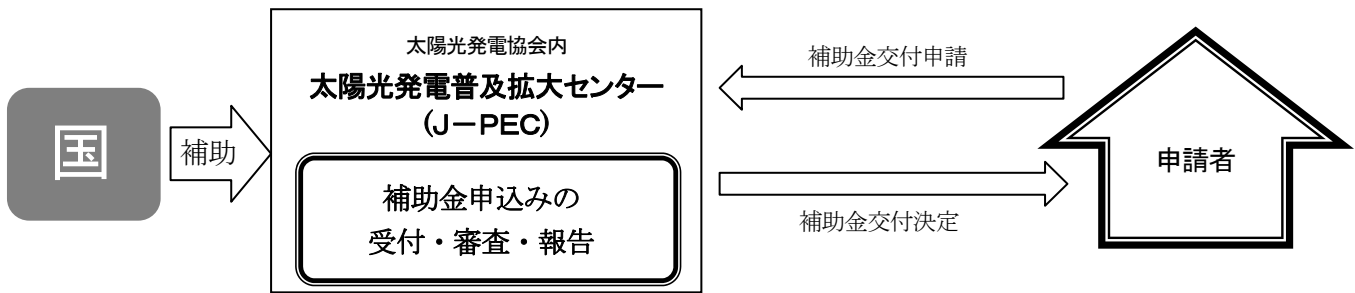 国
補助
太陽光発電協会内
太陽光発電普及拡大センター
(J－PEC)
補助金申込みの
受付・審査・報告
補助金交付申請
補助金交付決定
申請者